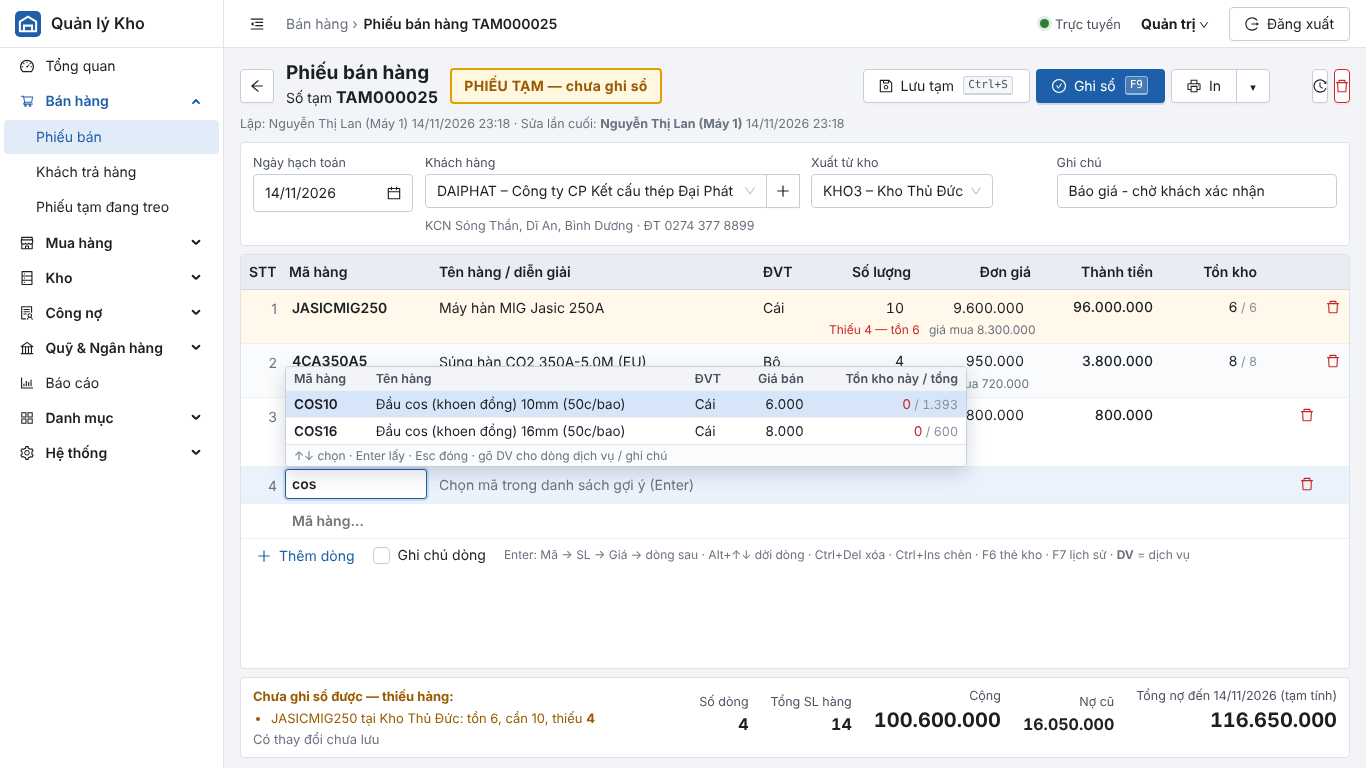 Quản lý Kho
Bán hàng › Phiếu bán hàng TAM000025
Trực tuyến
Quản trị
Đăng xuất
Tổng quan
Bán hàng
Phiếu bán
Khách trả hàng
Phiếu tạm đang treo
Mua hàng
Kho
Công nợ
Quỹ & Ngân hàng
Báo cáo
Danh mục
Hệ thống
Phiếu bán hàng
Số tạm TAM000025
PHIẾU TẠM — chưa ghi sổ
Lưu tạm Ctrl+S
Ghi sổ F9
In
Lập: Nguyễn Thị Lan (Máy 1) 14/11/2026 23:18 · Sửa lần cuối: Nguyễn Thị Lan (Máy 1) 14/11/2026 23:18
Ngày hạch toán
14/11/2026
Khách hàng
DAIPHAT – Công ty CP Kết cấu thép Đại Phát
KCN Sóng Thần, Dĩ An, Bình Dương · ĐT 0274 377 8899
Xuất từ kho
KHO3 – Kho Thủ Đức
Ghi chú
Báo giá - chờ khách xác nhận
STT Mã hàng Tên hàng / diễn giải ĐVT Số lượng Đơn giá Thành tiền Tồn kho
1 JASICMIG250 Máy hàn MIG Jasic 250A Cái 10 9.600.000 96.000.000 6 / 6
Thiếu 4 — tồn 6 giá mua 8.300.000
2 4CA350A5 Súng hàn CO2 350A-5.0M (EU) Bộ 4 950.000 3.800.000 8 / 8
ua 720.000
3 800.000 800.000
Mã hàng Tên hàng ĐVT Giá bán Tồn kho này / tổng
COS10 Đầu cos (khoen đồng) 10mm (50c/bao) Cái 6.000 0 / 1.393
COS16 Đầu cos (khoen đồng) 16mm (50c/bao) Cái 8.000 0 / 600
↑↓ chọn · Enter lấy · Esc đóng · gõ DV cho dòng dịch vụ / ghi chú
4 cos Chọn mã trong danh sách gợi ý (Enter)
Mã hàng...
Thêm dòng
Ghi chú dòng
Enter: Mã → SL → Giá → dòng sau · Alt+↑↓ dời dòng · Ctrl+Del xóa · Ctrl+Ins chèn · F6 thẻ kho · F7 lịch sử · DV = dịch vụ
Chưa ghi sổ được — thiếu hàng:
• JASICMIG250 tại Kho Thủ Đức: tồn 6, cần 10, thiếu 4
Có thay đổi chưa lưu
Số dòng
4
Tổng SL hàng
14
Cộng
100.600.000
Nợ cũ
16.050.000
Tổng nợ đến 14/11/2026 (tạm tính)
116.650.000